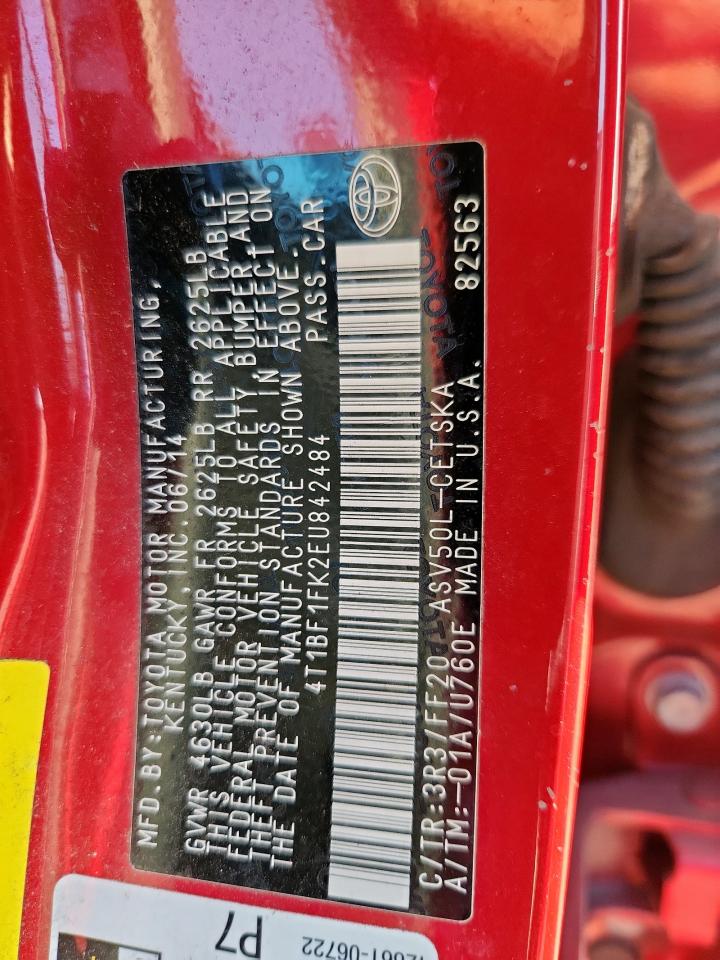 MFD.BY:TOYOTA MOTOR MANUFACTURING,
KENTUCKY, INC. 06/14
GVWR 4630LB GAWR FR 2625LB RR 2625LB
THIS VEHICLE CONFORMS TO ALL APPLICABLE
FEDERAL MOTOR VEHICLE SAFETY, BUMPER, AND
THEFT PREVENTION STANDARDS IN EFFECT ON
THE DATE OF MANUFACTURE SHOWN ABOVE.
4T1BF1FK2EU842484 PASS.CAR
C/TR:3R3/FF20 ASV50L-CETSKA
A/TM:-01A/U760E MADE IN U.S.A. 82563
TOYOTA
P7